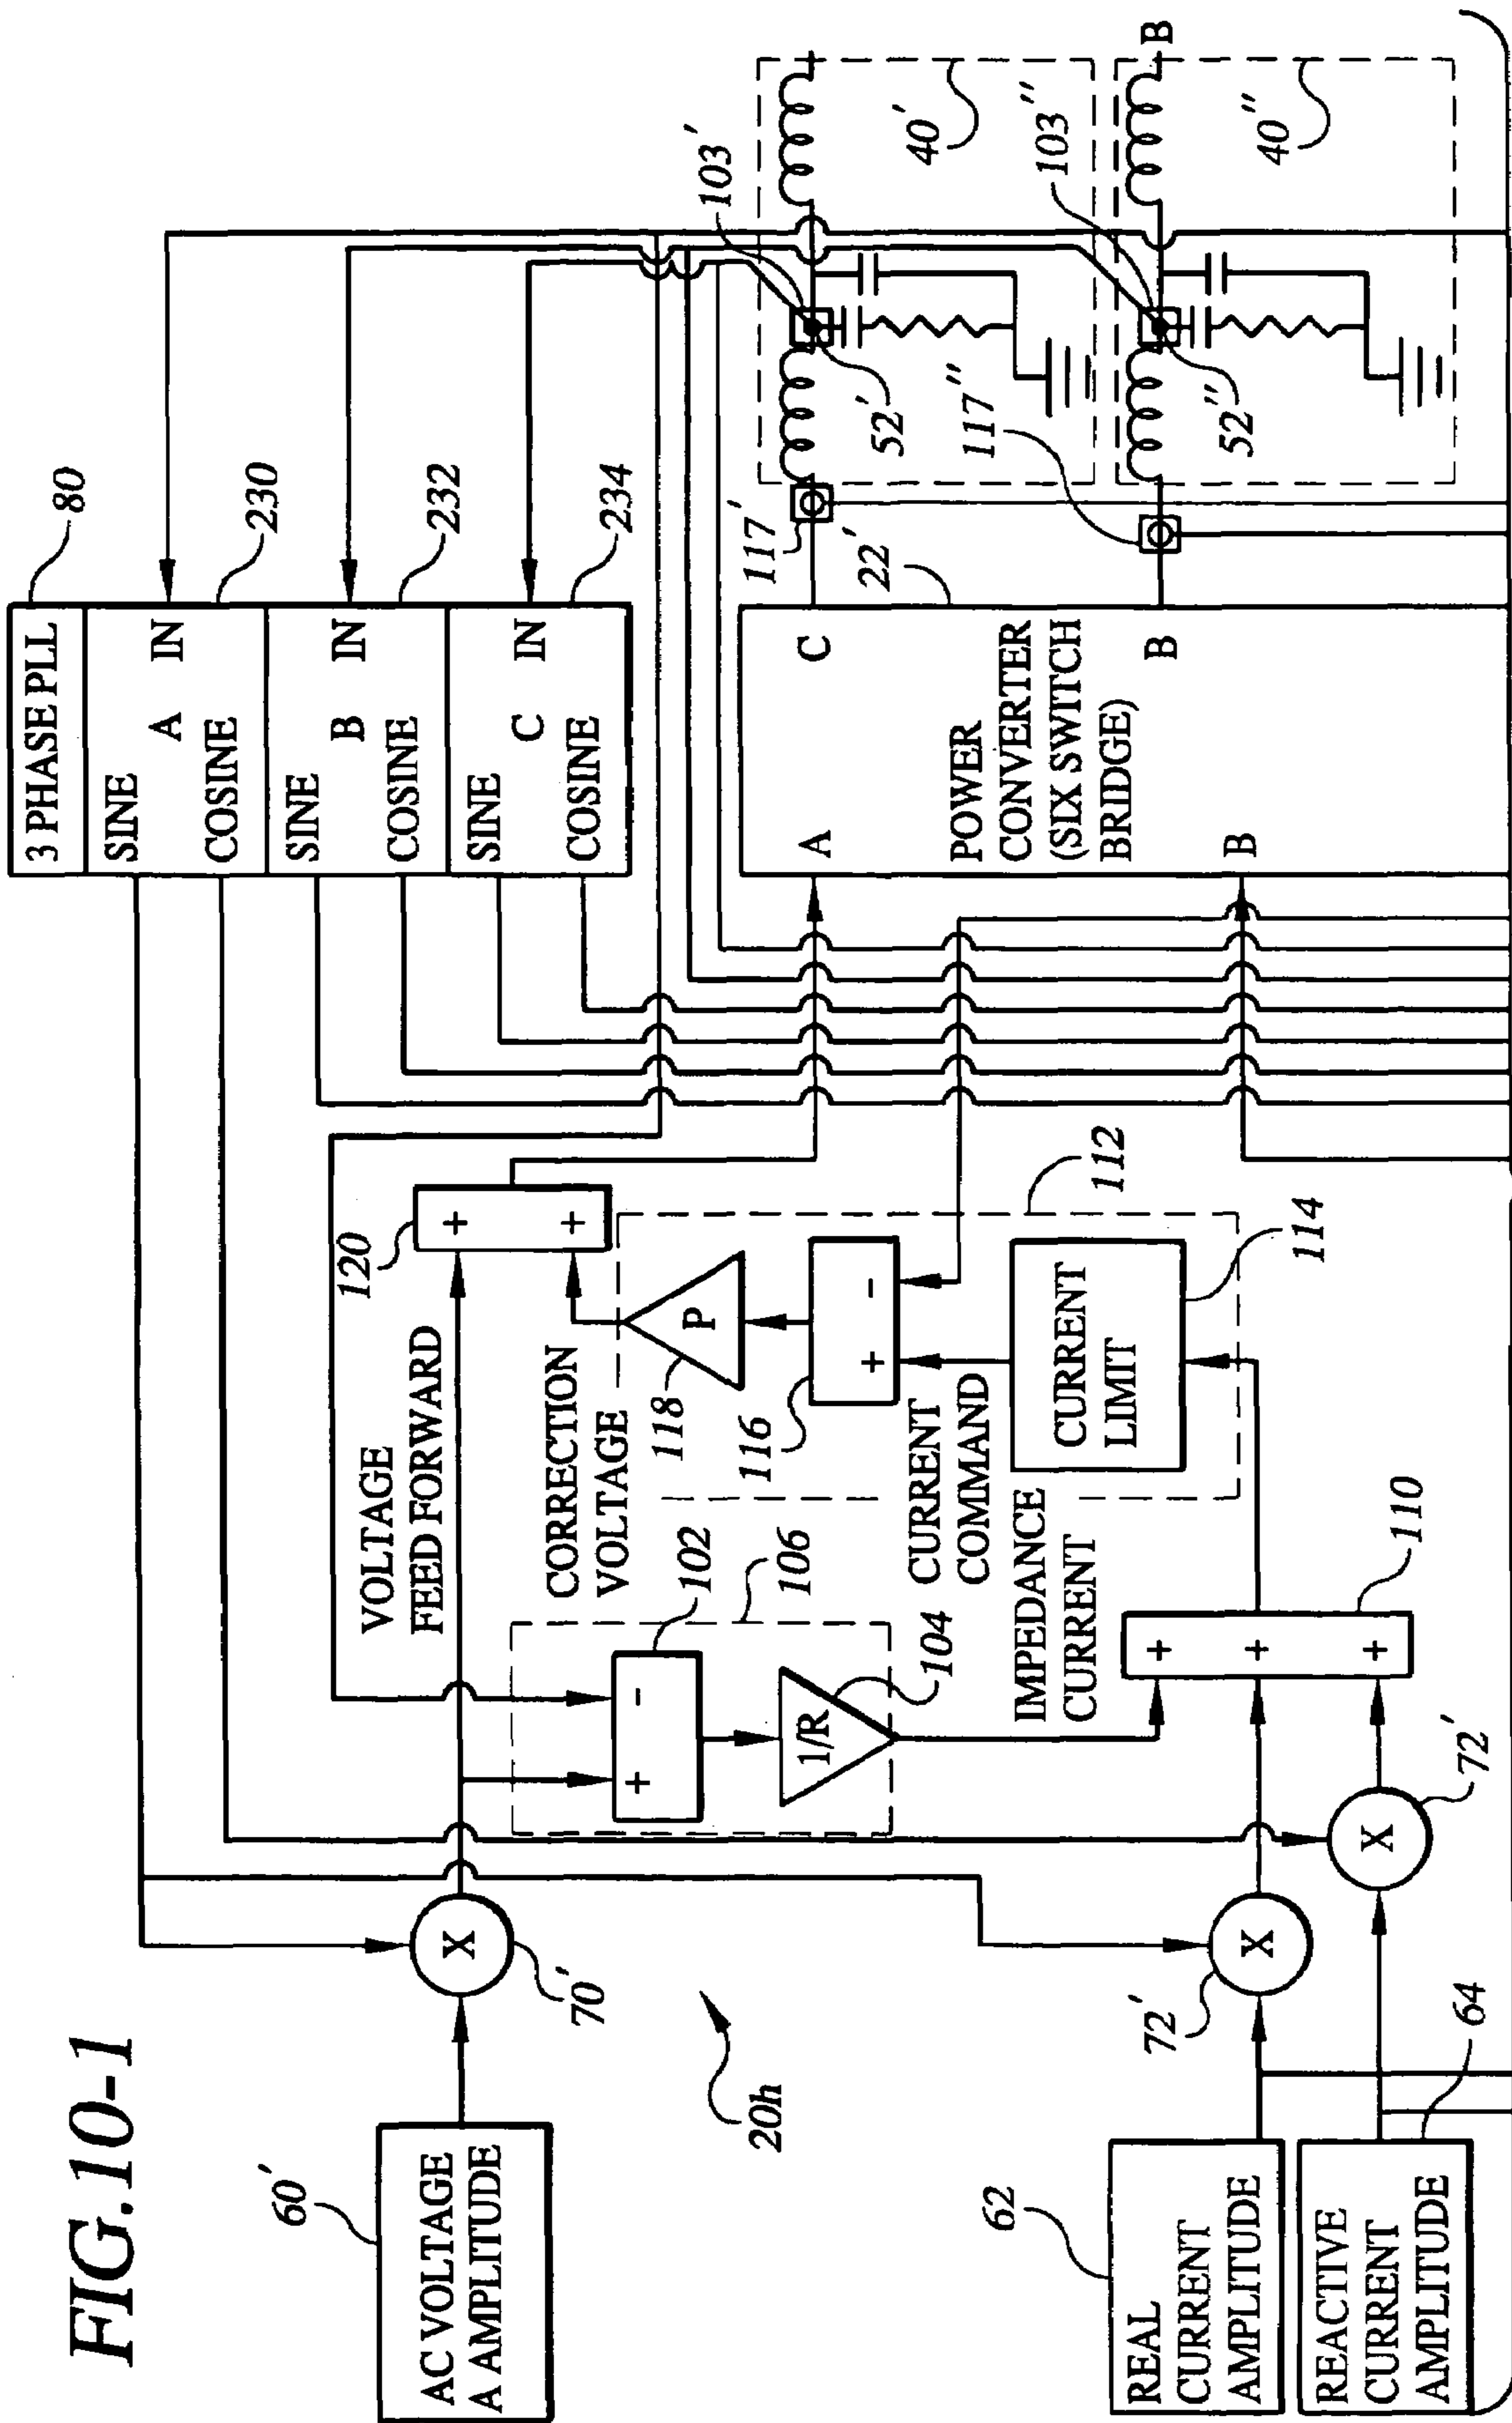 FIG.10-1
3 PHASE PLL
80
SINE
A
IN
COSINE
230
SINE
B
IN
COSINE
232
SINE
C
IN
COSINE
234
60'
AC VOLTAGE
A AMPLITUDE
X
70'
VOLTAGE
FEED FORWARD
120
+
+
CORRECTION
VOLTAGE
P
118
102
+
-
106
1/R
104
116
+
-
CURRENT
COMMAND
112
CURRENT
LIMIT
114
IMPEDANCE
CURRENT
110
+
+
+
20h
72'
X
X
72'
62
REAL
CURRENT
AMPLITUDE
REACTIVE
CURRENT
AMPLITUDE
64
A
C
POWER
CONVERTER
(SIX SWITCH
BRIDGE)
B
B
22'
117'
103'
52'
40'
117"
103"
52"
40"
B